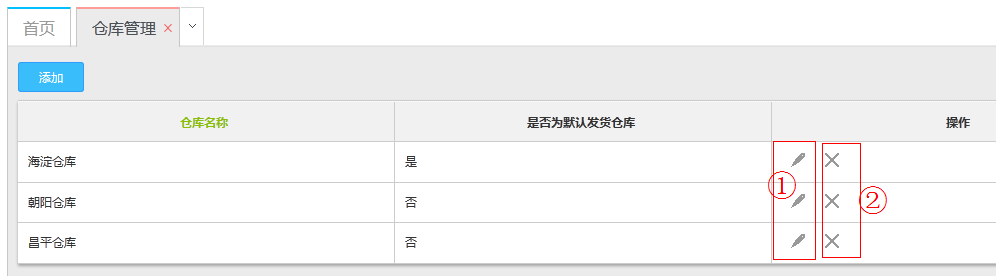 首页 仓库管理
添加
仓库名称 是否为默认发货仓库 操作
海淀仓库 是
朝阳仓库 否
昌平仓库 否
① ②